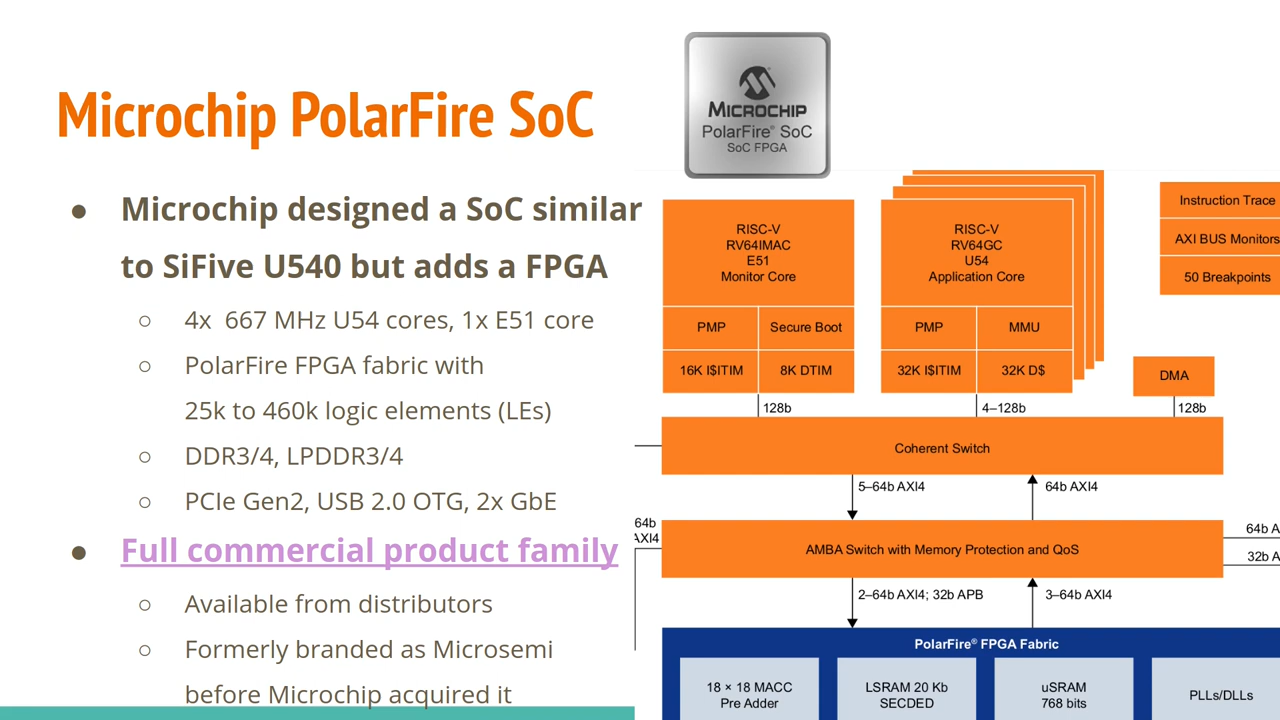 Microchip PolarFire SoC
● Microchip designed a SoC similar
to SiFive U540 but adds a FPGA
○ 4x 667 MHz U54 cores, 1x E51 core
○ PolarFire FPGA fabric with
25k to 460k logic elements (LEs)
○ DDR3/4, LPDDR3/4
○ PCIe Gen2, USB 2.0 OTG, 2x GbE
● Full commercial product family
○ Available from distributors
○ Formerly branded as Microsemi
before Microchip acquired it
MICROCHIP
PolarFire® SoC
SoC FPGA
RISC-V
RV64IMAC
E51
Monitor Core
PMP
Secure Boot
16K I$ITIM
8K DTIM
RISC-V
RV64GC
U54
Application Core
PMP
MMU
32K I$ITIM
32K D$
Instruction Trace
AXI BUS Monitors
50 Breakpoints
DMA
128b
4–128b
128b
Coherent Switch
5–64b AXI4
64b AXI4
64b
AXI4
AMBA Switch with Memory Protection and QoS
64b A
32b A
2–64b AXI4; 32b APB
3–64b AXI4
PolarFire® FPGA Fabric
18 × 18 MACC
Pre Adder
LSRAM 20 Kb
SECDED
uSRAM
768 bits
PLLs/DLLs